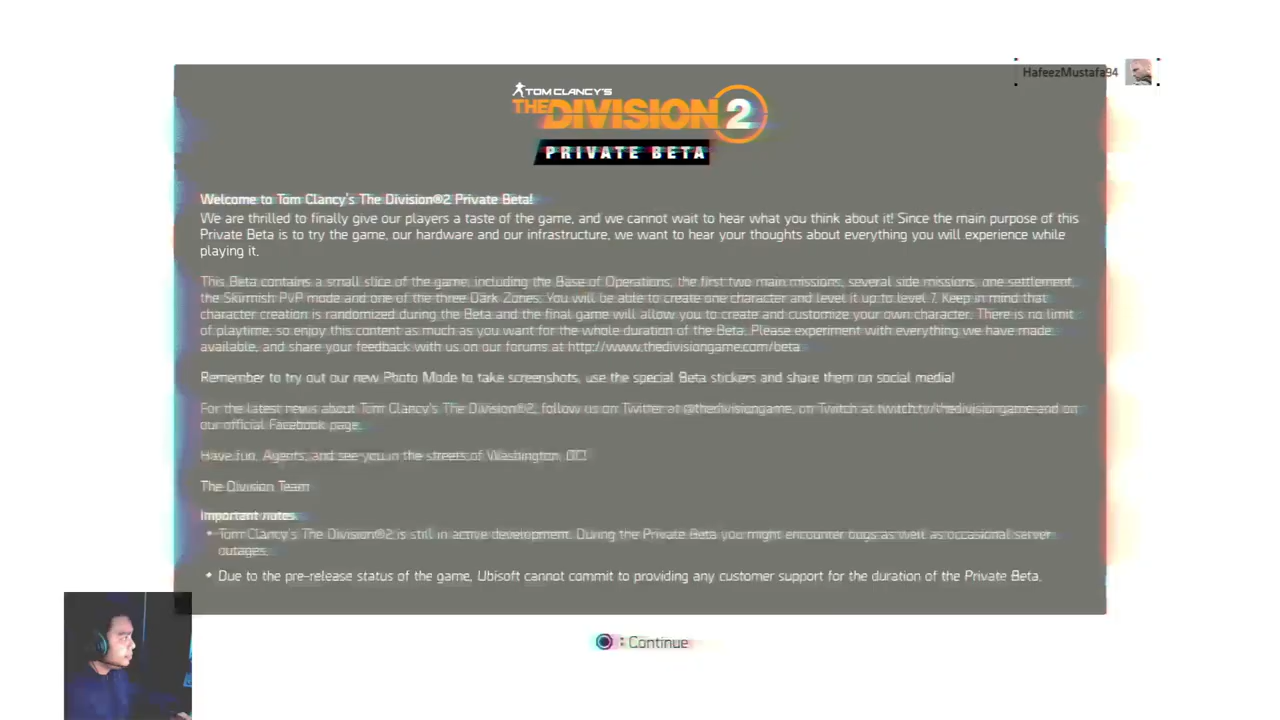 HafeezMustafa94
TOM CLANCY'S
THE DIVISION 2
PRIVATE BETA
Welcome to Tom Clancy's The Division®2 Private Beta!
We are thrilled to finally give our players a taste of the game, and we cannot wait to hear what you think about it! Since the main purpose of this
Private Beta is to try the game, our hardware and our infrastructure, we want to hear your thoughts about everything you will experience while
playing it.
This Beta contains a small slice of the game, including the Base of Operations, the first two main missions, several side missions, one settlement,
the Skirmish PvP mode and one of the three Dark Zones. You will be able to create one character and level it up to level 7. Keep in mind that
character creation is randomized during the Beta and the final game will allow you to create and customize your own character. There is no limit
of playtime, so enjoy this content as much as you want for the whole duration of the Beta. Please experiment with everything we have made
available, and share your feedback with us on our forums at http://www.thedivisiongame.com/beta
Remember to try out our new Photo Mode to take screenshots, use the special Beta stickers and share them on social media!
For the latest news about Tom Clancy's The Division®2, follow us on Twitter at @thedivisiongame, on Twitch at twitch.tv/thedivisiongame and on
our official Facebook page.
Have fun, Agents, and see you in the streets of Washington, DC!
The Division Team
Important notes:
• Tom Clancy's The Division®2 is still in active development. During the Private Beta you might encounter bugs as well as occasional server
outages.
• Due to the pre-release status of the game, Ubisoft cannot commit to providing any customer support for the duration of the Private Beta.
: Continue